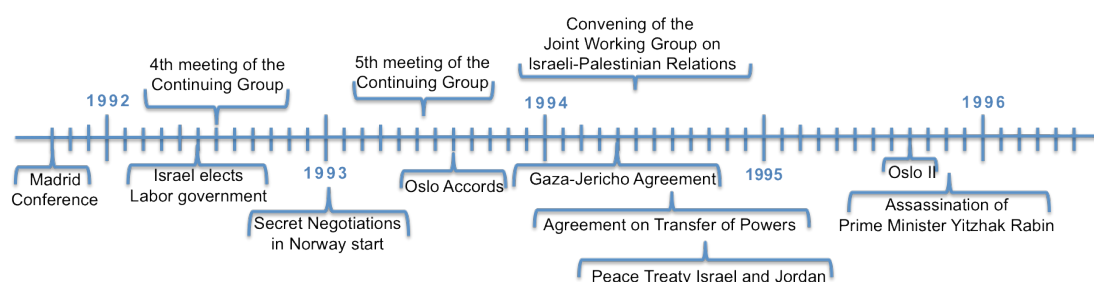 Convening of the
Joint Working Group on
Israeli-Palestinian Relations
4th meeting of the
Continuing Group
5th meeting of the
Continuing Group
1992
1994
1996
Madrid
Conference
Israel elects
Labor government
1993
Oslo Accords
Gaza-Jericho Agreement
1995
Oslo II
Secret Negotiations
in Norway start
Agreement on Transfer of Powers
Assassination of
Prime Minister Yitzhak Rabin
Peace Treaty Israel and Jordan